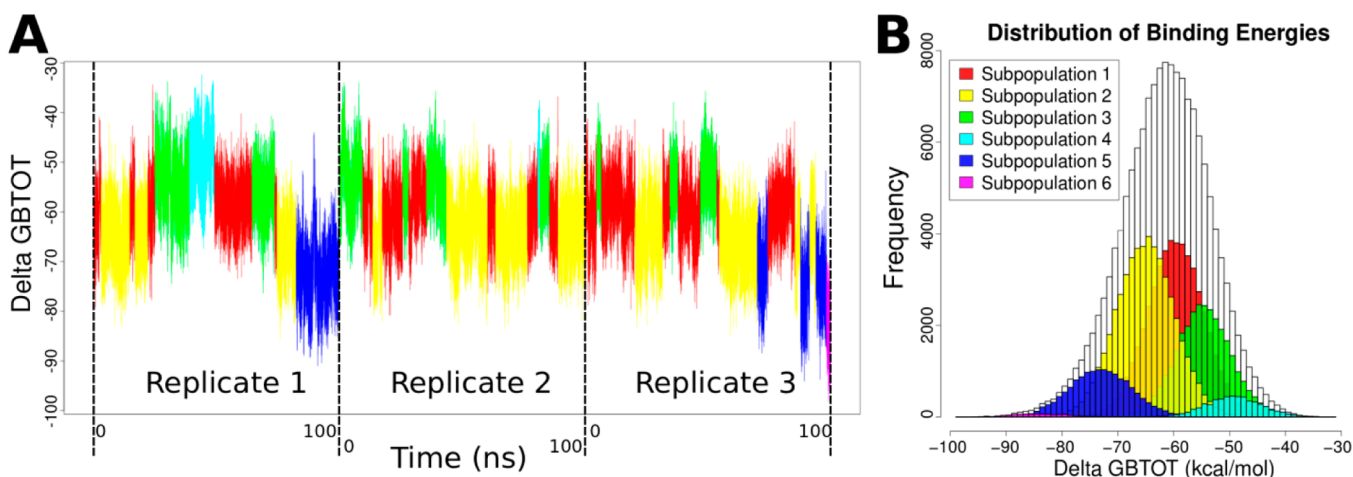 A
Delta GBTOT
-30
-40
-50
-60
-70
-80
-90
-100
Replicate 1
Replicate 2
Replicate 3
0
100
0
100
0
100
Time (ns)
B
Distribution of Binding Energies
Subpopulation 1
Subpopulation 2
Subpopulation 3
Subpopulation 4
Subpopulation 5
Subpopulation 6
Frequency
8000
6000
4000
2000
0
−100
−90
−80
−70
−60
−50
−40
−30
Delta GBTOT (kcal/mol)